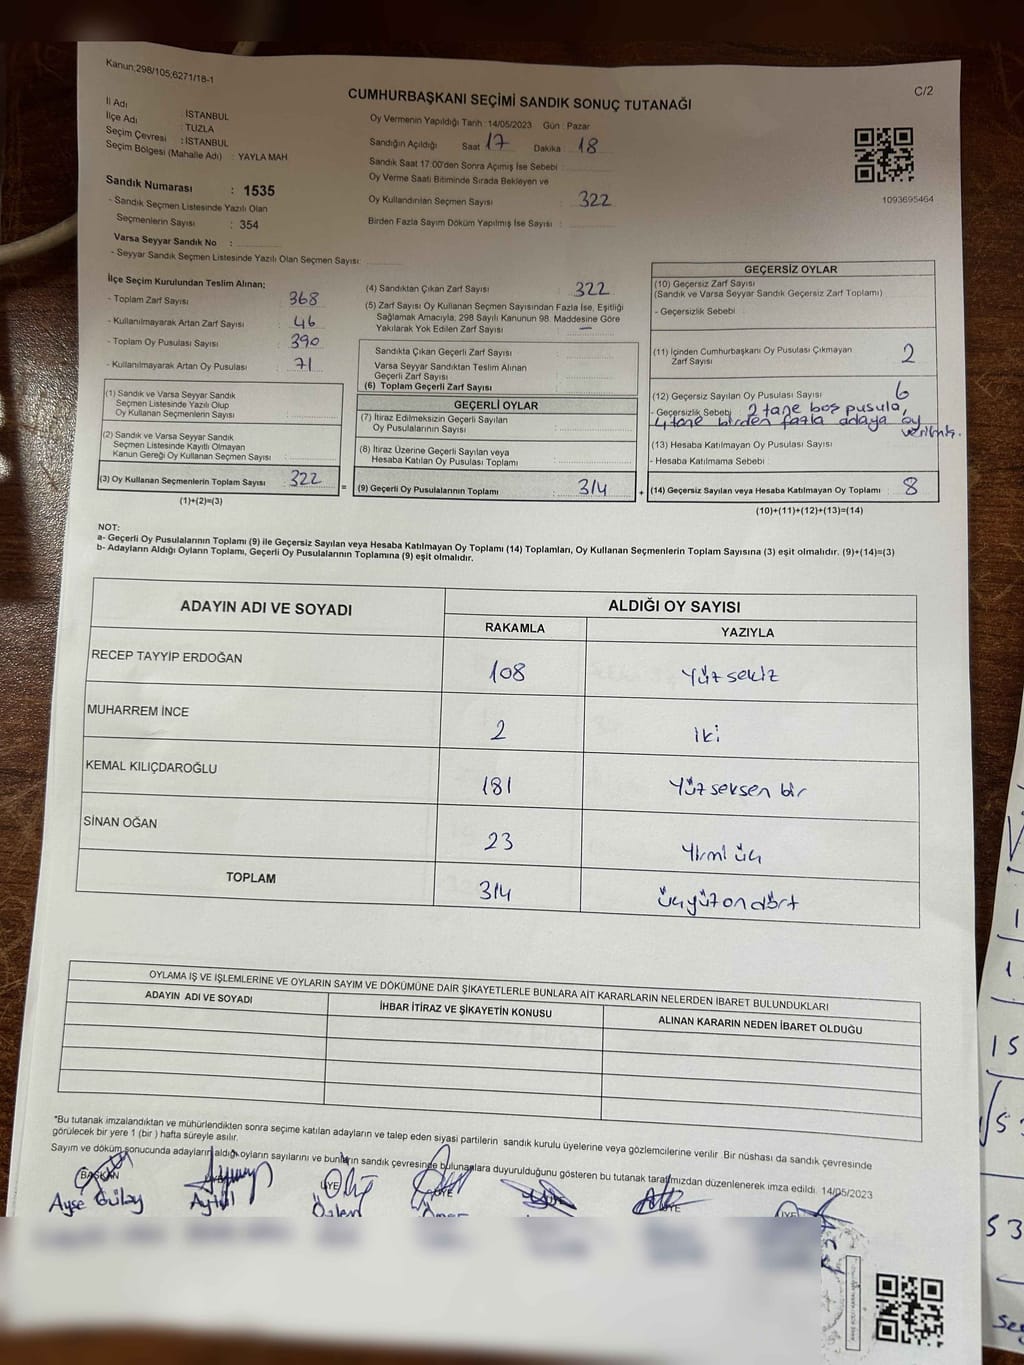 Kanun;298/105;6271/18-1
C/2
CUMHURBAŞKANI SEÇİMİ SANDIK SONUÇ TUTANAĞI
İl Adı : İSTANBUL
İlçe Adı : TUZLA
Seçim Çevresi : İSTANBUL
Seçim Bölgesi (Mahalle Adı) : YAYLA MAH
Sandık Numarası : 1535
- Sandık Seçmen Listesinde Yazılı Olan
Seçmenlerin Sayısı : 354
Varsa Seyyar Sandık No :
- Seyyar Sandık Seçmen Listesinde Yazılı Olan Seçmen Sayısı:
Oy Vermenin Yapıldığı Tarih :14/05/2023 Gün : Pazar
Sandığın Açıldığı Saat 17 Dakika : 18
Sandık Saat 17:00'den Sonra Açımış İse Sebebi :
Oy Verme Saati Bitiminde Sırada Bekleyen ve
Oy Kullandırılan Seçmen Sayısı : 322
Birden Fazla Sayım Döküm Yapılmış İse Sayısı :
1093695464
İlçe Seçim Kurulundan Teslim Alınan;
- Toplam Zarf Sayısı : 368
- Kullanılmayarak Artan Zarf Sayısı : 46
- Toplam Oy Pusulası Sayısı : 390
- Kullanılmayarak Artan Oy Pusulası : 71
(1) Sandık ve Varsa Seyyar Sandık
Seçmen Listesinde Yazılı Olup
Oy Kullanan Seçmenlerin Sayısı :
(2) Sandık ve Varsa Seyyar Sandık
Seçmen Listesinde Kayıtlı Olmayan
Kanun Gereği Oy Kullanan Seçmen Sayısı :
(3) Oy Kullanan Seçmenlerin Toplam Sayısı : 322
(1)+(2)=(3)
(4) Sandıktan Çıkan Zarf Sayısı : 322
(5) Zarf Sayısı Oy Kullanan Seçmen Sayısından Fazla İse, Eşitliği
Sağlamak Amacıyla; 298 Sayılı Kanunun 98. Maddesine Göre
Yakılarak Yok Edilen Zarf Sayısı : —
Sandıkta Çıkan Geçerli Zarf Sayısı :
Varsa Seyyar Sandıktan Teslim Alınan
Geçerli Zarf Sayısı :
(6) Toplam Geçerli Zarf Sayısı :
GEÇERLİ OYLAR
(7) İtiraz Edilmeksizin Geçerli Sayılan
Oy Pusulalarının Sayısı :
(8) İtiraz Üzerine Geçerli Sayılan veya
Hesaba Katılan Oy Pusulası Toplamı :
= (9) Geçerli Oy Pusulalarının Toplamı : 314
GEÇERSİZ OYLAR
(10) Geçersiz Zarf Sayısı
(Sandık ve Varsa Seyyar Sandık Geçersiz Zarf Toplamı)
- Geçersizlik Sebebi :
(11) İçinden Cumhurbaşkanı Oy Pusulası Çıkmayan
Zarf Sayısı : 2
(12) Geçersiz Sayılan Oy Pusulası Sayısı : 6
- Geçersizlik Sebebi 2 tane boş pusula,
4 tane birden fazla adaya oy
verilmiş.
(13) Hesaba Katılmayan Oy Pusulası Sayısı :
- Hesaba Katılmama Sebebi :
+ (14) Geçersiz Sayılan veya Hesaba Katılmayan Oy Toplamı : 8
(10)+(11)+(12)+(13)=(14)
NOT:
a- Geçerli Oy Pusulalarının Toplamı (9) ile Geçersiz Sayılan veya Hesaba Katılmayan Oy Toplamı (14) Toplamları, Oy Kullanan Seçmenlerin Toplam Sayısına (3) eşit olmalıdır. (9)+(14)=(3)
b- Adayların Aldığı Oyların Toplamı, Geçerli Oy Pusulalarının Toplamına (9) eşit olmalıdır.
ADAYIN ADI VE SOYADI
ALDIĞI OY SAYISI
RAKAMLA YAZIYLA
RECEP TAYYİP ERDOĞAN 108 Yüz sekiz
MUHARREM İNCE 2 iki
KEMAL KILIÇDAROĞLU 181 Yüz seksen bir
SİNAN OĞAN 23 Yirmi üç
TOPLAM 314 üçyüz on dört
OYLAMA İŞ VE İŞLEMLERİNE VE OYLARIN SAYIM VE DÖKÜMÜNE DAİR ŞİKAYETLERLE BUNLARA AİT KARARLARIN NELERDEN İBARET BULUNDUKLARI
ADAYIN ADI VE SOYADI İHBAR İTİRAZ VE ŞİKAYETİN KONUSU ALINAN KARARIN NEDEN İBARET OLDUĞU
*Bu tutanak imzalandıktan ve mühürlendikten sonra seçime katılan adayların ve talep eden siyasi partilerin sandık kurulu üyelerine veya gözlemcilerine verilir. Bir nüshası da sandık çevresinde
görülecek bir yere 1 (bir ) hafta süreyle asılır.
Sayım ve döküm sonucunda adayların aldığı oyların sayılarını ve bunların sandık çevresinde bulunanlara duyurulduğunu gösteren bu tutanak tarafımızdan düzenlenerek imza edildi. 14/05/2023
BAŞKAN ÜYE ÜYE ÜYE ÜYE
Ayşe Gülay Aytül Özlem
15
53